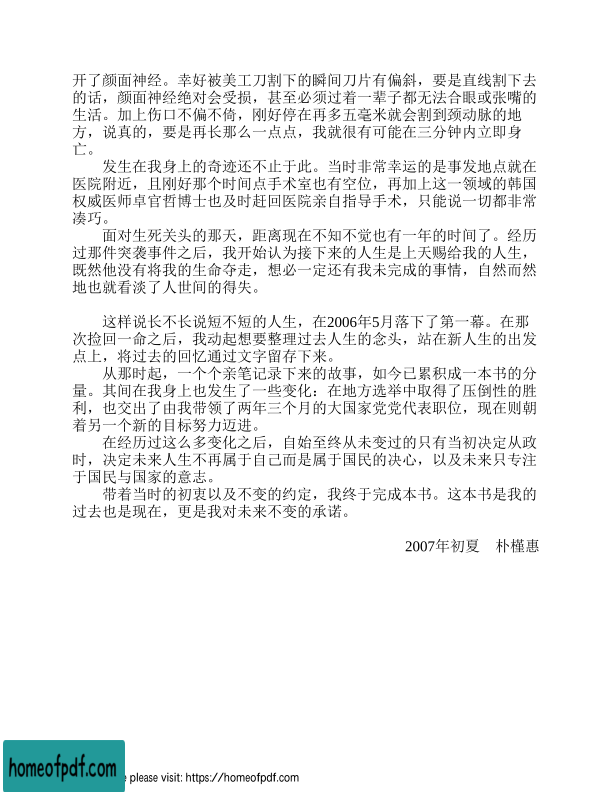 开了颜面神经。幸好被美工刀割下的瞬间刀片有偏斜，要是直线割下去
的话，颜面神经绝对会受损，甚至必须过着一辈子都无法合眼或张嘴的
生活。加上伤口不偏不倚，刚好停在再多五毫米就会割到颈动脉的地
方，说真的，要是再长那么一点点，我就很有可能在三分钟内立即身
亡。
发生在我身上的奇迹还不止于此。当时非常幸运的是事发地点就在
医院附近，且刚好那个时间点手术室也有空位，再加上这一领域的韩国
权威医师卓官哲博士也及时赶回医院亲自指导手术，只能说一切都非常
凑巧。
面对生死关头的那天，距离现在不知不觉也有一年的时间了。经历
过那件突袭事件之后，我开始认为接下来的人生是上天赐给我的人生，
既然他没有将我的生命夺走，想必一定还有我未完成的事情，自然而然
地也就看淡了人世间的得失。
这样说长不长说短不短的人生，在2006年5月落下了第一幕。在那
次捡回一命之后，我动起想要整理过去人生的念头，站在新人生的出发
点上，将过去的回忆通过文字留存下来。
从那时起，一个个亲笔记录下来的故事，如今已累积成一本书的分
量。其间在我身上也发生了一些变化：在地方选举中取得了压倒性的胜
利，也交出了由我带领了两年三个月的大国家党党代表职位，现在则朝
着另一个新的目标努力迈进。
在经历过这么多变化之后，自始至终从未变过的只有当初决定从政
时，决定未来人生不再属于自己而是属于国民的决心，以及未来只专注
于国民与国家的意志。
带着当时的初衷以及不变的约定，我终于完成本书。这本书是我的
过去也是现在，更是我对未来不变的承诺。
2007年初夏　朴槿惠
homeofpdf.com
e please visit: https://homeofpdf.com